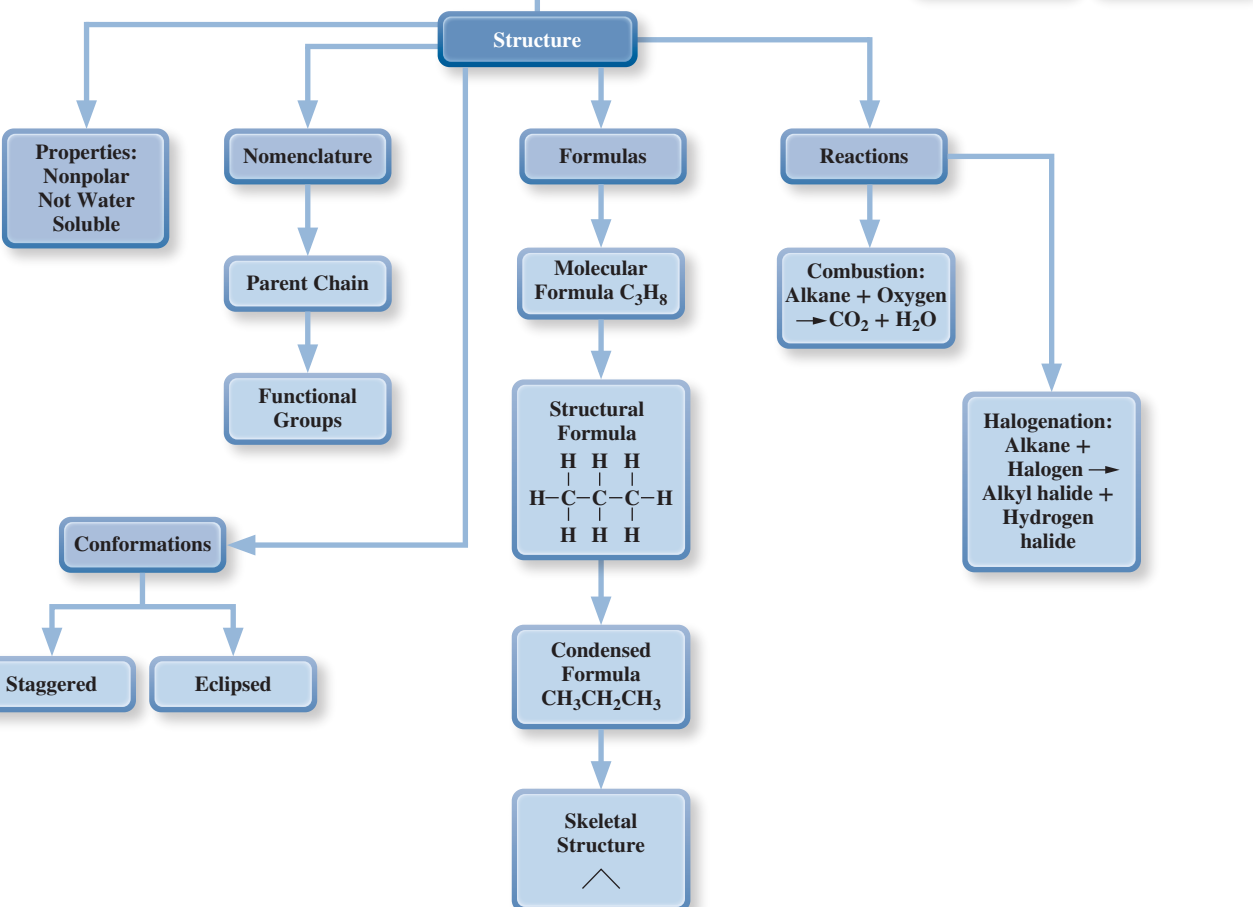 Structure
Properties:
Nonpolar
Not Water
Soluble
Nomenclature
Formulas
Reactions
Parent Chain
Molecular
Formula C₃H₈
Combustion:
Alkane + Oxygen
→ CO₂ + H₂O
Functional
Groups
Structural
Formula
H H H
H–C–C–C–H
H H H
Halogenation:
Alkane +
Halogen →
Alkyl halide +
Hydrogen
halide
Conformations
Staggered
Eclipsed
Condensed
Formula
CH₃CH₂CH₃
Skeletal
Structure